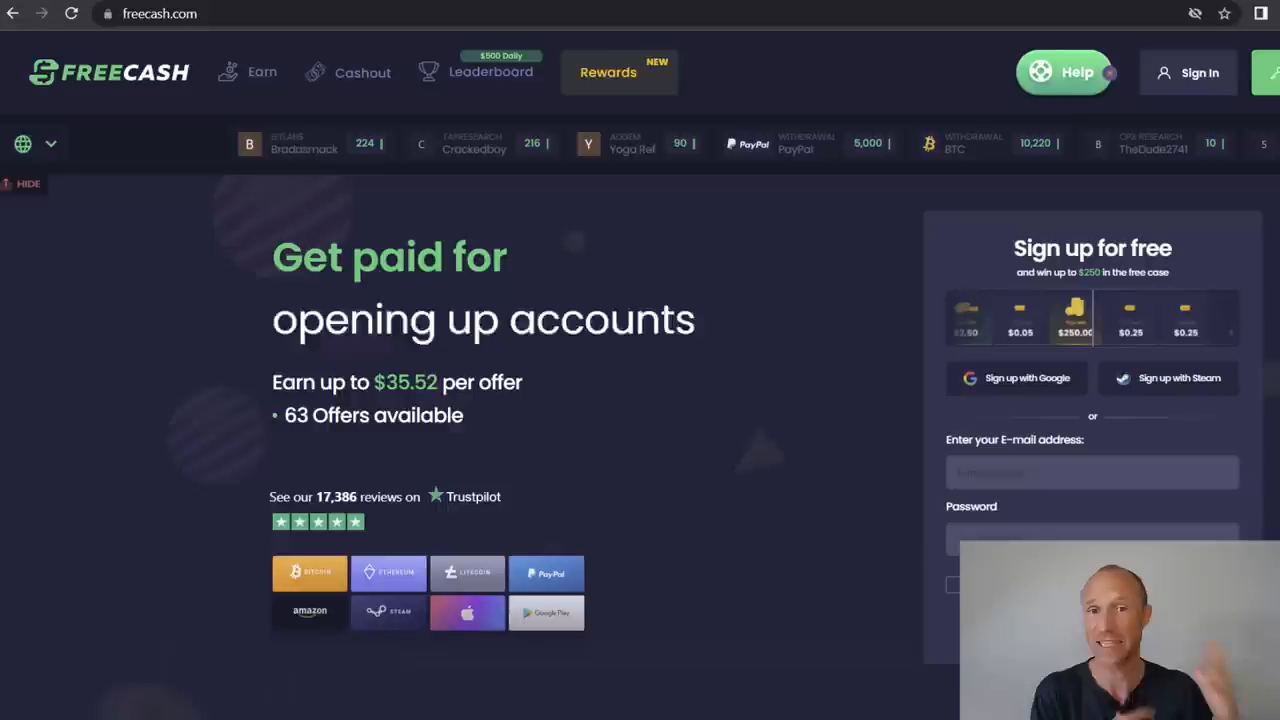 freecash.com
FREECASH
Earn
Cashout
$500 Daily
Leaderboard
Rewards
NEW
Help
Sign In
B
BITLABS
Bradasmack
224
C
TAPRESEARCH
Crackedboy
216
Y
ADGEM
Yoga Ref
90
PayPal
WITHDRAWAL
PayPal
5,000
WITHDRAWAL
BTC
10,220
B
CPX RESEARCH
TheDude2741
10
HIDE
Get paid for
opening up accounts
Earn up to $35.52 per offer
• 63 Offers available
See our 17,386 reviews on Trustpilot
BITCOIN
ETHEREUM
LITECOIN
PayPal
amazon
STEAM
Google Play
Sign up for free
and win up to $250 in the free case
$0.05
$250.00
$0.25
$0.25
Sign up with Google
Sign up with Steam
or
Enter your E-mail address:
Password